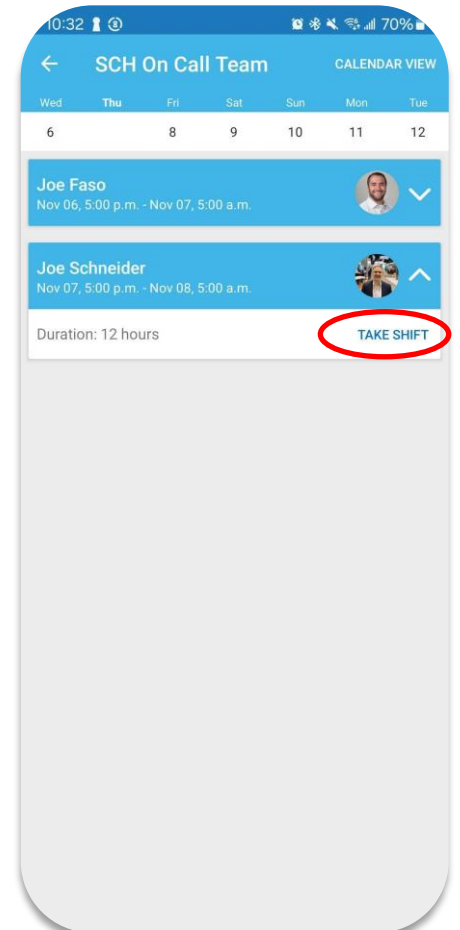 10:32 70%
SCH On Call Team CALENDAR VIEW
Wed Thu Fri Sat Sun Mon Tue
6 8 9 10 11 12
Joe Faso
Nov 06, 5:00 p.m. - Nov 07, 5:00 a.m.
Joe Schneider
Nov 07, 5:00 p.m. - Nov 08, 5:00 a.m.
Duration: 12 hours TAKE SHIFT